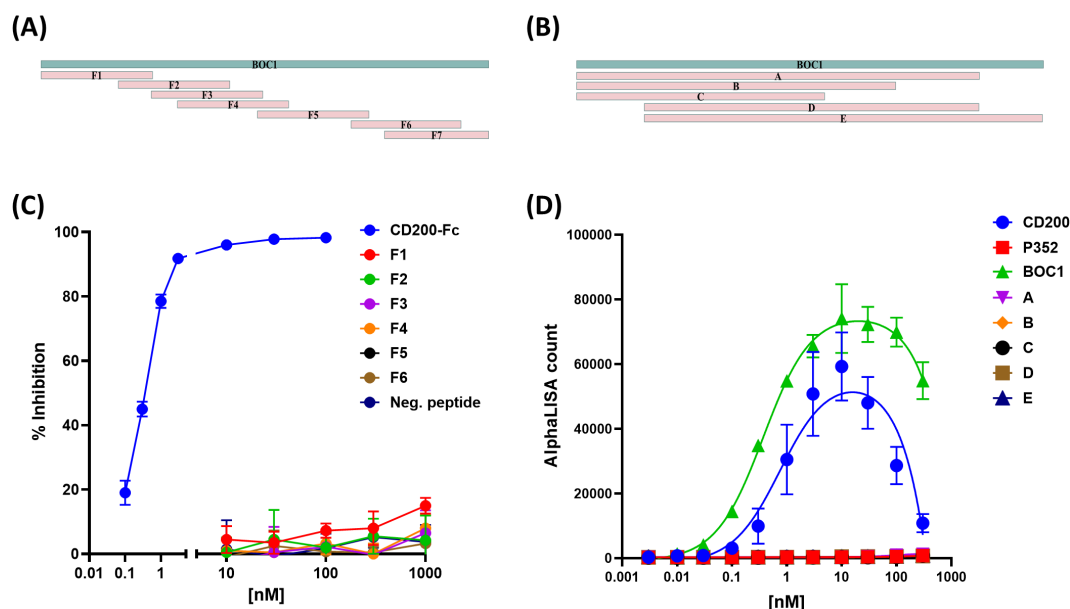 (A)
BOC1
F1
F2
F3
F4
F5
F6
F7
(B)
BOC1
A
B
C
D
E
(C)
100
80
60
40
20
0
0.01 0.1 1 10 100 1000
% Inhibition
[nM]
CD200-Fc
F1
F2
F3
F4
F5
F6
Neg. peptide
(D)
100000
80000
60000
40000
20000
0
0.001 0.01 0.1 1 10 100 1000
AlphaLISA count
[nM]
CD200
P352
BOC1
A
B
C
D
E